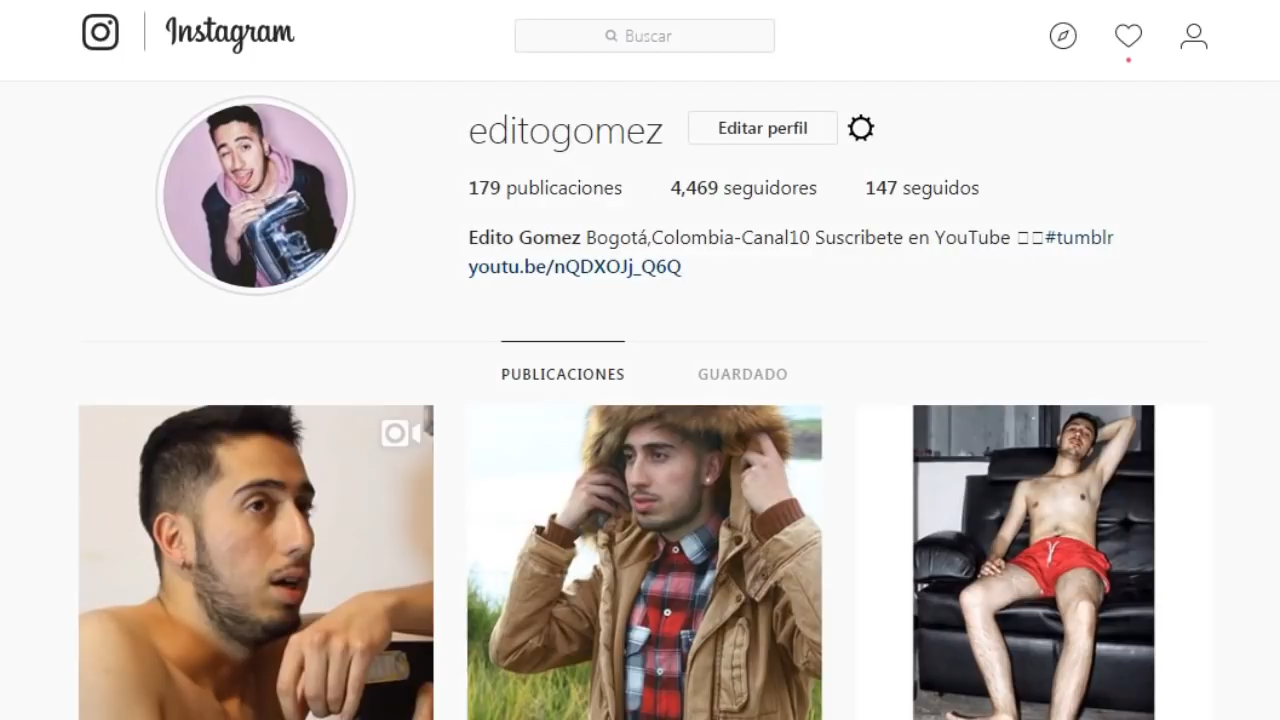 Instagram
Buscar
editogomez
Editar perfil
179 publicaciones 4,469 seguidores 147 seguidos
Edito Gomez Bogotá,Colombia-Canal10 Suscribete en YouTube □□#tumblr
youtu.be/nQDXOJj_Q6Q
PUBLICACIONES GUARDADO